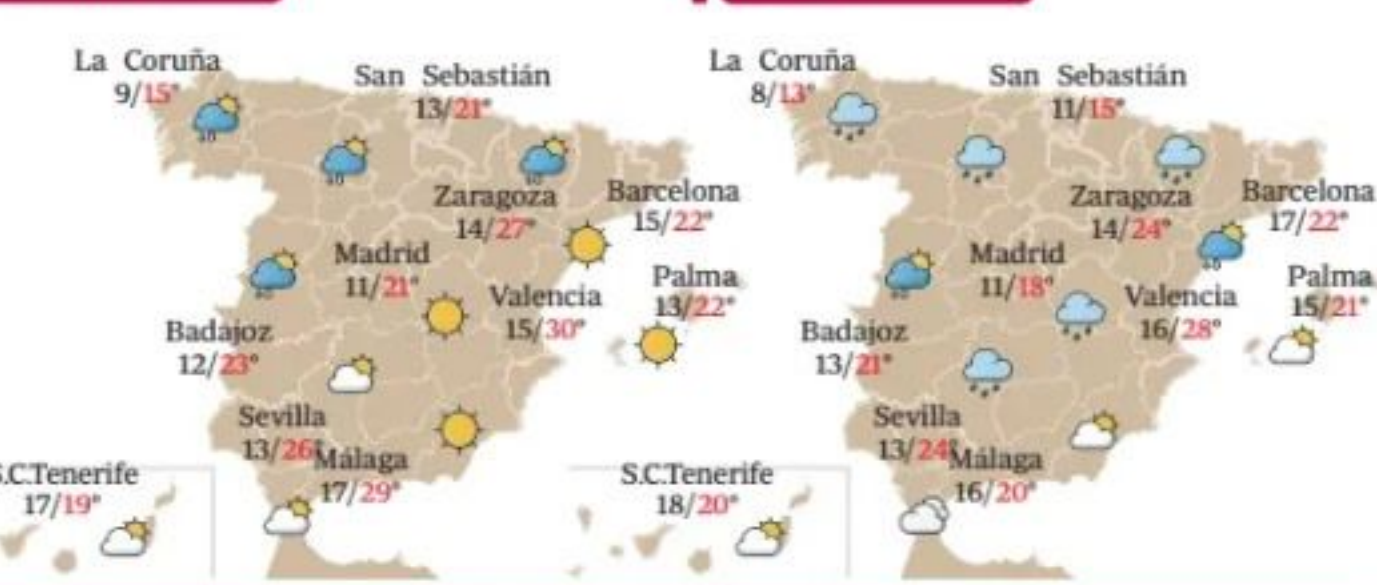 La Coruña
9/15°
San Sebastián
13/21°
Zaragoza
14/27°
Barcelona
15/22°
Madrid
11/21°
Palma
13/22°
Valencia
15/30°
Badajoz
12/23°
Sevilla
13/26°
Málaga
17/29°
S.C.Tenerife
17/19°
La Coruña
8/13°
San Sebastián
11/15°
Zaragoza
14/24°
Barcelona
17/22°
Madrid
11/18°
Palma
15/21°
Valencia
16/28°
Badajoz
13/21°
Sevilla
13/24°
Málaga
16/20°
S.C.Tenerife
18/20°